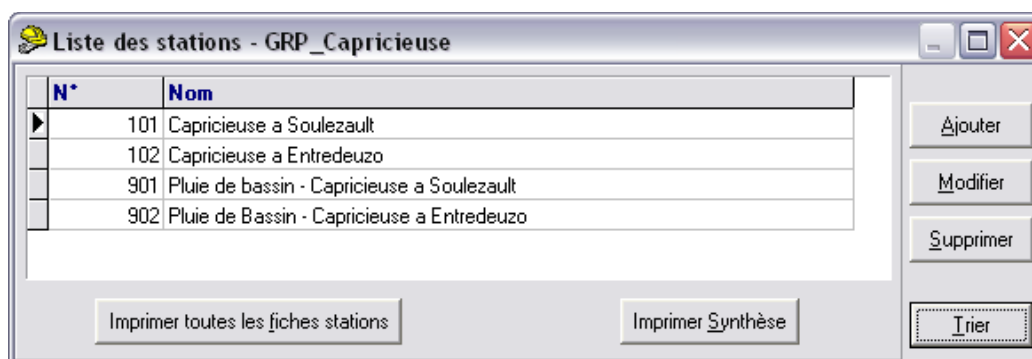 Liste des stations - GRP_Capricieuse
N° Nom
101 Capricieuse a Soulezault
102 Capricieuse a Entredeuzo
901 Pluie de bassin - Capricieuse a Soulezault
902 Pluie de Bassin - Capricieuse a Entredeuzo
Ajouter
Modifier
Supprimer
Imprimer toutes les fiches stations
Imprimer Synthèse
Trier